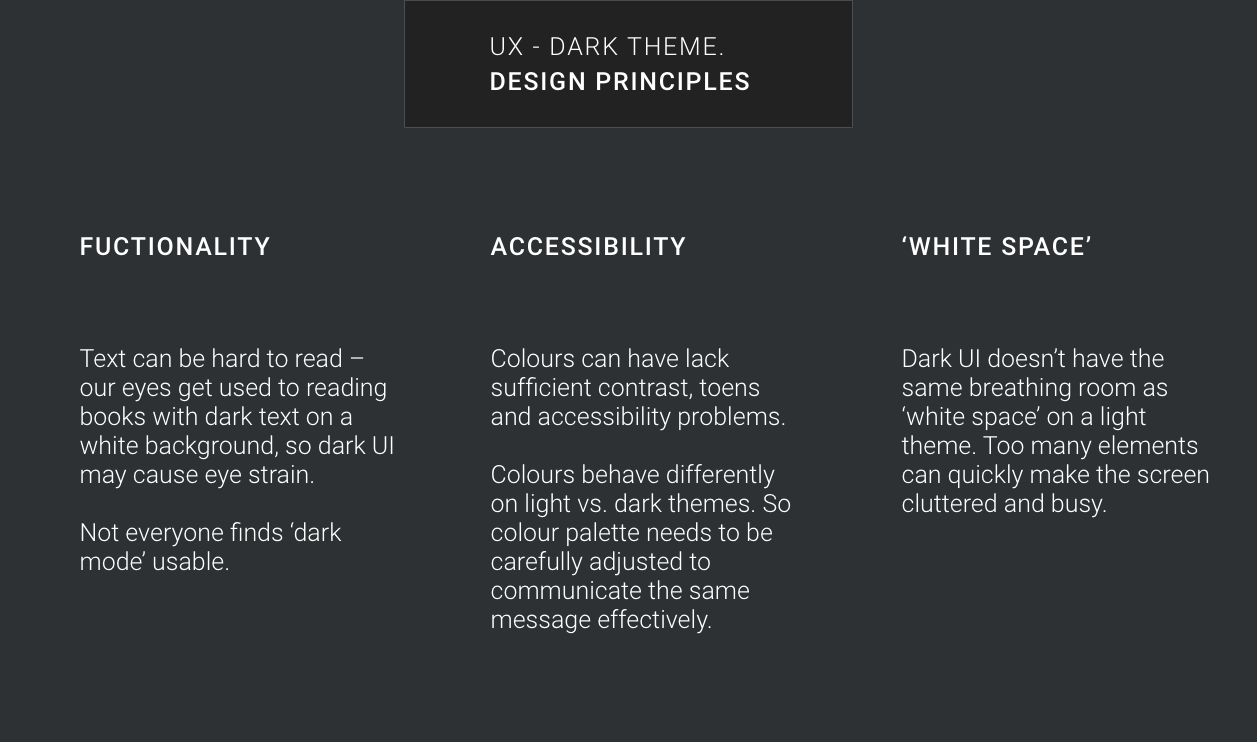 UX - DARK THEME.
DESIGN PRINCIPLES
FUCTIONALITY
Text can be hard to read –
our eyes get used to reading
books with dark text on a
white background, so dark UI
may cause eye strain.
Not everyone finds ‘dark
mode’ usable.
ACCESSIBILITY
Colours can have lack
sufficient contrast, toens
and accessibility problems.
Colours behave differently
on light vs. dark themes. So
colour palette needs to be
carefully adjusted to
communicate the same
message effectively.
‘WHITE SPACE’
Dark UI doesn’t have the
same breathing room as
‘white space’ on a light
theme. Too many elements
can quickly make the screen
cluttered and busy.